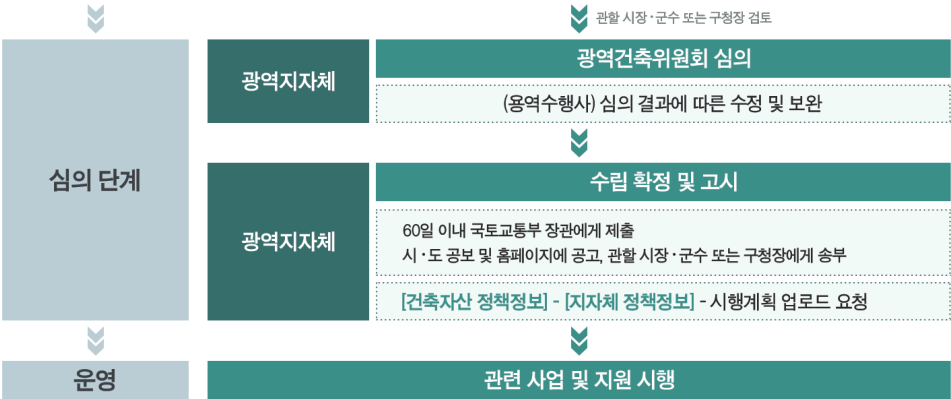 관할 시장·군수 또는 구청장 검토
심의 단계
광역지자체
광역건축위원회 심의
(용역수행사) 심의 결과에 따른 수정 및 보완
광역지자체
수립 확정 및 고시
60일 이내 국토교통부 장관에게 제출
시·도 공보 및 홈페이지에 공고, 관할 시장·군수 또는 구청장에게 송부
[건축자산 정책정보] - [지자체 정책정보] - 시행계획 업로드 요청
운영
관련 사업 및 지원 시행